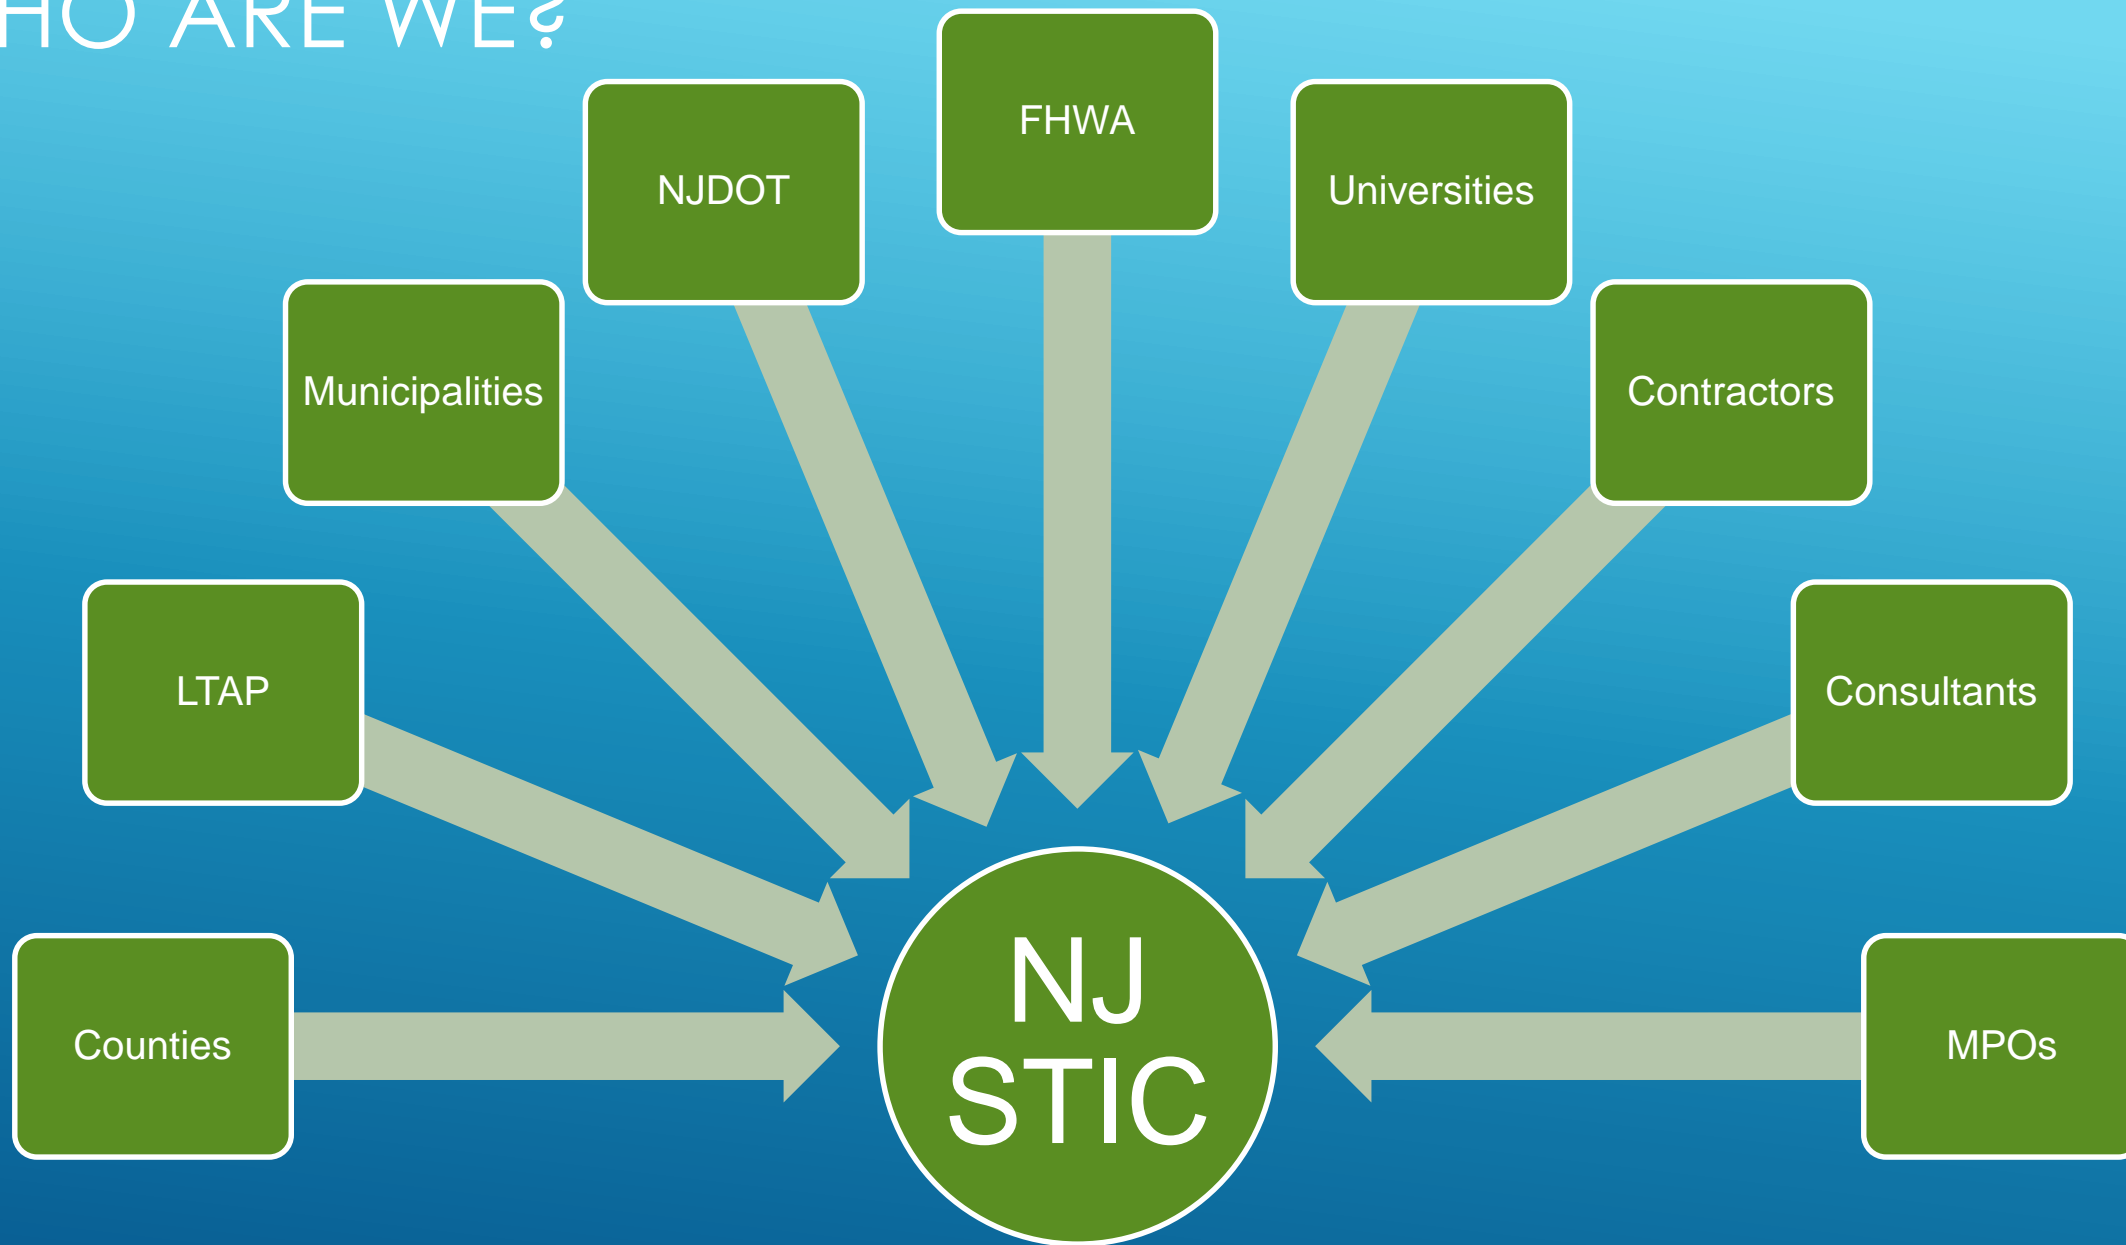 HO ARE WE?
FHWA
NJDOT
Universities
Municipalities
Contractors
LTAP
Consultants
Counties
NJ
STIC
MPOs